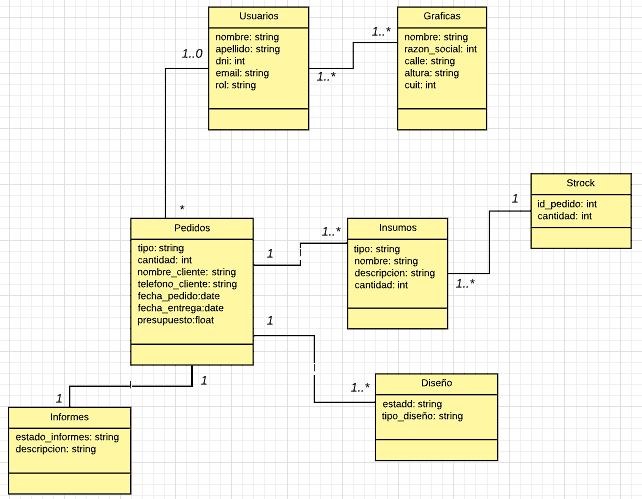 Usuarios
nombre: string
apellido: string
dni: int
email: string
rol: string
Graficas
nombre: string
razon_social: int
calle: string
altura: string
cuit: int
1..0
1..*
1..*
*
Strock
id_pedido: int
cantidad: int
1
Pedidos
tipo: string
cantidad: int
nombre_cliente: string
telefono_cliente: string
fecha_pedido:date
fecha_entrega:date
presupuesto:float
Insumos
tipo: string
nombre: string
descripcion: string
cantidad: int
1..*
1
1..*
1
1..*
1
1
Diseño
estadd: string
tipo_diseño: string
Informes
estado_informes: string
descripcion: string